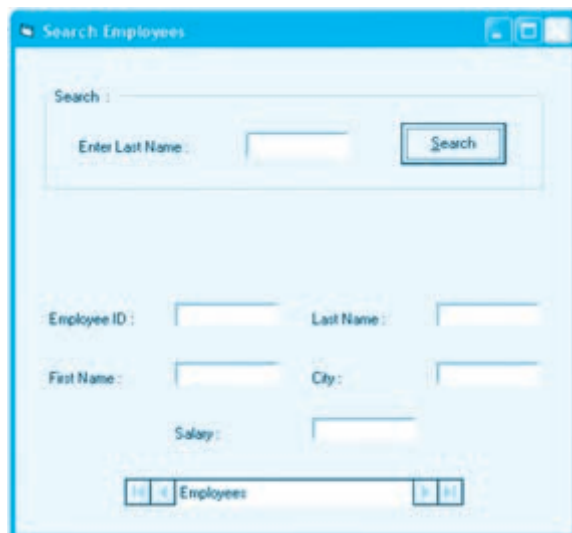 Search Employees
Search :
Enter Last Name :
Search
Employee ID :
Last Name :
First Name :
City :
Salary :
Employees